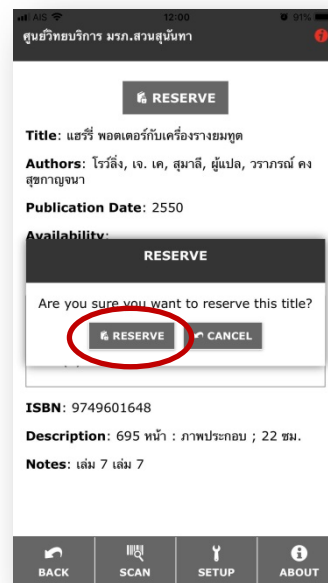 AIS 12:00 91%
ศูนย์วิทยบริการ มรภ.สวนสุนันทา
RESERVE
Title: แฮร์รี่ พอตเตอร์กับเครื่องรางยมทูต
Authors: โรว์ลิ่ง, เจ. เค, สุมาลี, ผู้แปล, วราภรณ์ คง
สุขกาญจนา
Publication Date: 2550
Availability:
RESERVE
Are you sure you want to reserve this title?
RESERVE CANCEL
ISBN: 9749601648
Description: 695 หน้า : ภาพประกอบ ; 22 ซม.
Notes: เล่ม 7 เล่ม 7
BACK SCAN SETUP ABOUT